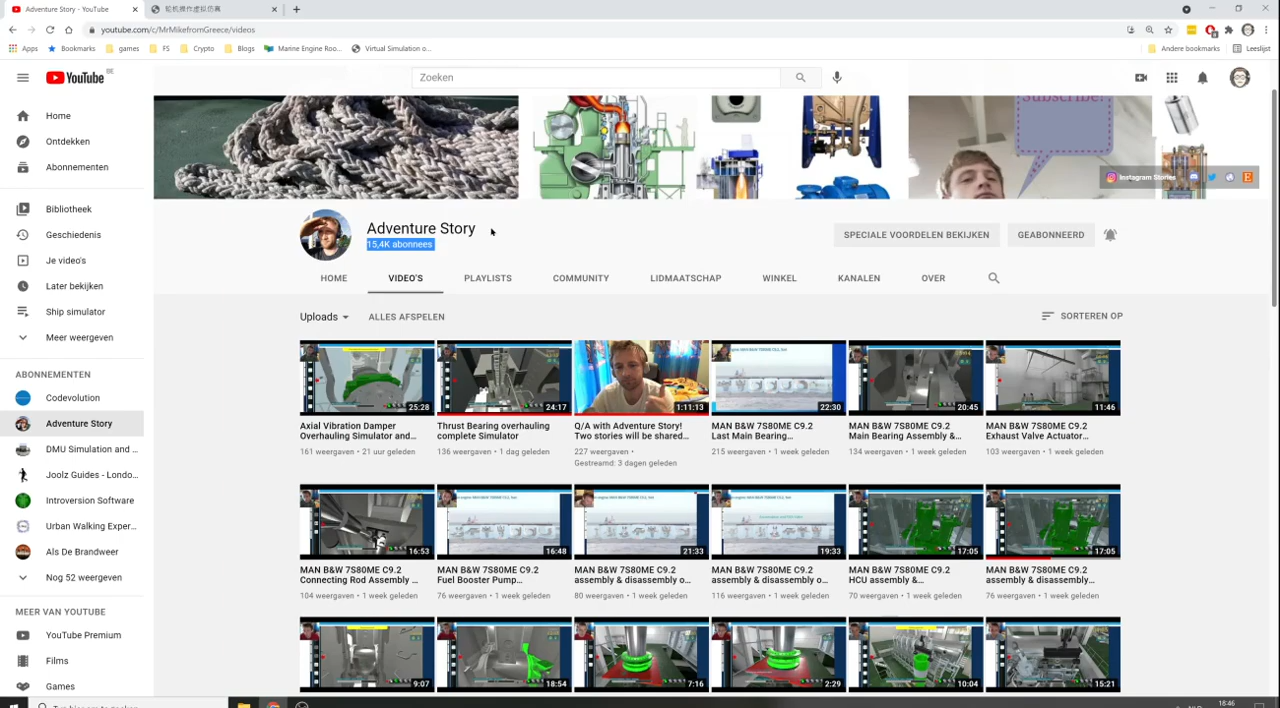 Adventure Story - YouTube
轮机操作虚拟仿真
youtube.com/c/MrMikefromGreece/videos
Apps
Bookmarks
games
FS
Crypto
Blogs
Marine Engine Roo...
Virtual Simulation o...
Andere bookmarks
Leeslijst
YouTube BE
Zoeken
Subscribe!
Instagram Stories
Home
Ontdekken
Abonnementen
Bibliotheek
Geschiedenis
Je video's
Later bekijken
Ship simulator
Meer weergeven
ABONNEMENTEN
Codevolution
Adventure Story
DMU Simulation and ...
Joolz Guides - Londo...
Introversion Software
Urban Walking Exper...
Als De Brandweer
Nog 52 weergeven
MEER VAN YOUTUBE
YouTube Premium
Films
Games
Adventure Story
15,4K abonnees
SPECIALE VOORDELEN BEKIJKEN
GEABONNEERD
HOME
VIDEO'S
PLAYLISTS
COMMUNITY
LIDMAATSCHAP
WINKEL
KANALEN
OVER
Uploads
ALLES AFSPELEN
SORTEREN OP
25:28
24:17
1:11:13
22:30
20:45
11:46
Axial Vibration Damper
Overhauling Simulator and...
161 weergaven • 21 uur geleden
Thrust Bearing overhauling
complete Simulator
136 weergaven • 1 dag geleden
Q/A with Adventure Story!
Two stories will be shared...
227 weergaven •
Gestreamd: 3 dagen geleden
MAN B&W 7S80ME C9.2
Last Main Bearing...
215 weergaven • 1 week geleden
MAN B&W 7S80ME C9.2
Main Bearing Assembly &...
134 weergaven • 1 week geleden
MAN B&W 7S80ME C9.2
Exhaust Valve Actuator...
103 weergaven • 1 week geleden
16:53
16:48
21:33
19:33
17:05
17:05
MAN B&W 7S80ME C9.2
Connecting Rod Assembly ...
104 weergaven • 1 week geleden
MAN B&W 7S80ME C9.2
Fuel Booster Pump...
76 weergaven • 1 week geleden
MAN B&W 7S80ME C9.2
assembly & disassembly o...
80 weergaven • 1 week geleden
MAN B&W 7S80ME C9.2
assembly & disassembly o...
116 weergaven • 1 week geleden
MAN B&W 7S80ME C9.2
HCU assembly &...
70 weergaven • 1 week geleden
MAN B&W 7S80ME C9.2
assembly & disassembly...
76 weergaven • 1 week geleden
9:07
18:54
7:16
2:29
10:04
15:21
18:46